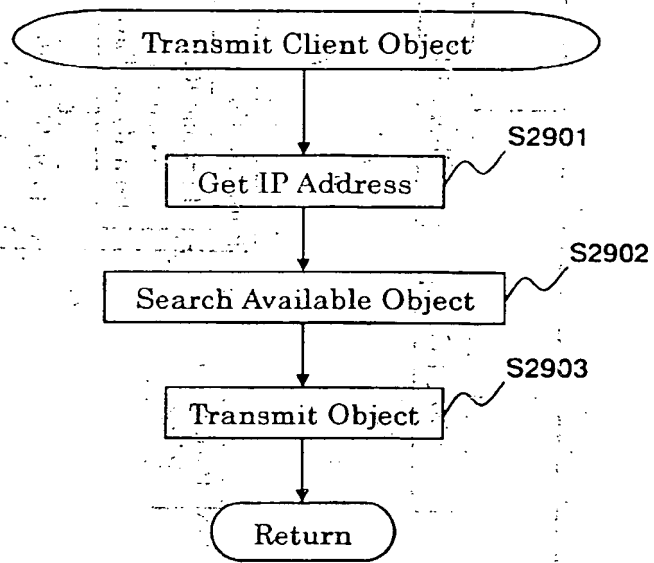 Transmit Client Object
S2901
Get IP Address
S2902
Search Available Object
S2903
Transmit Object
Return